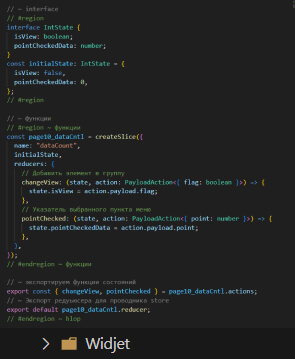 // — interface
// #region
interface IntState {
isView: boolean;
pointCheckedData: number;
}
const initialState: IntState = {
isView: false,
pointCheckedData: 0,
};
// #region
// — функции
// #region — функции
const page10_dataCntl = createSlice({
name: "dataCount",
initialState,
reducers: {
// Добавить элемент в группу
changeView: (state, action: PayloadAction<{ flag: boolean }>) => {
state.isView = action.payload.flag;
},
// Указатель выбранного пункта меню
pointChecked: (state, action: PayloadAction<{ point: number }>) => {
state.pointCheckedData = action.payload.point;
},
},
});
// #endregion — функции
// — экспортируем функции состояний
export const { changeView, pointChecked } = page10_dataCntl.actions;
// — Экспорт редуцсера для проводника store
export default page10_dataCntl.reducer;
// #endregion —
> Widjet